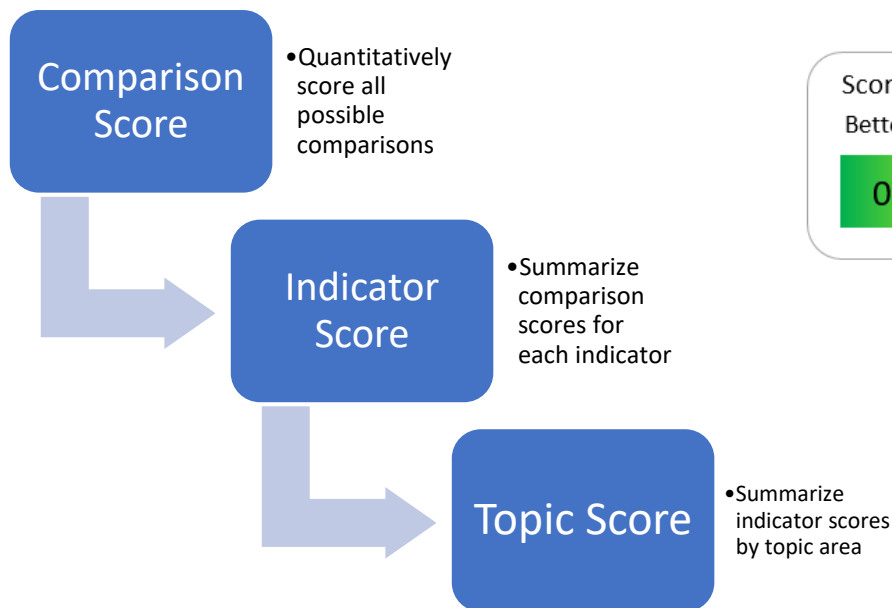 Comparison
Score
•Quantitatively
score all
possible
comparisons
Indicator
Score
•Summarize
comparison
scores for
each indicator
Topic Score
•Summarize
indicator scores
by topic area
0